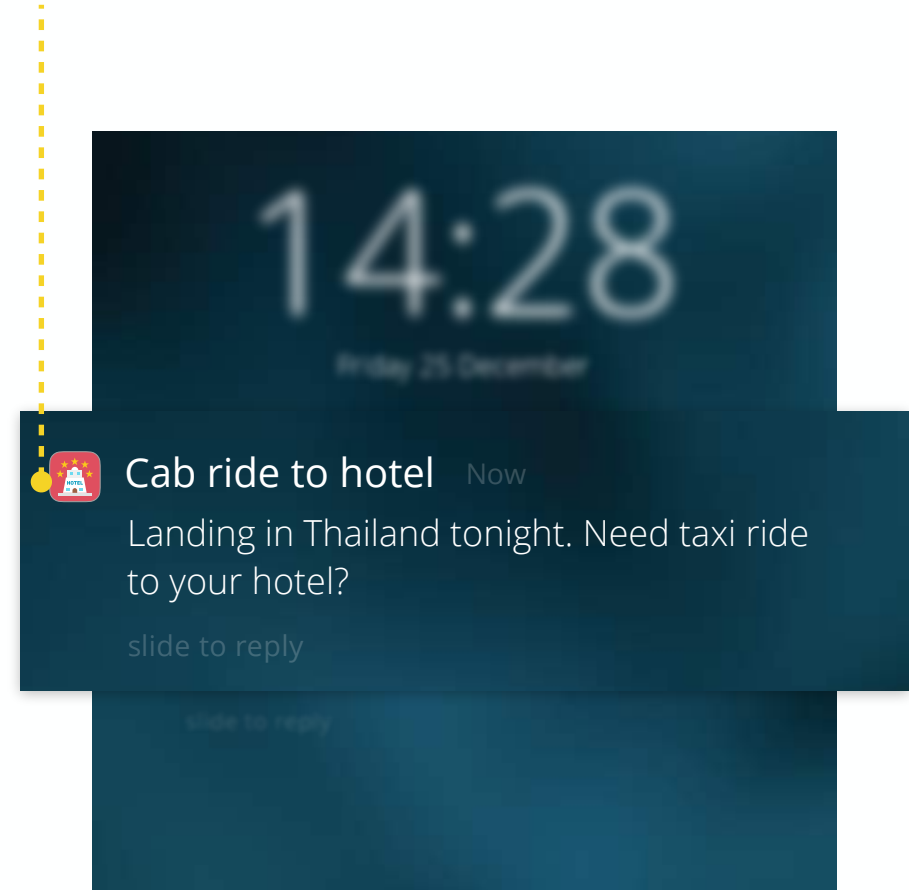 14:28
Friday 25 December
HOTEL
Cab ride to hotel Now
Landing in Thailand tonight. Need taxi ride
to your hotel?
slide to reply
slide to reply